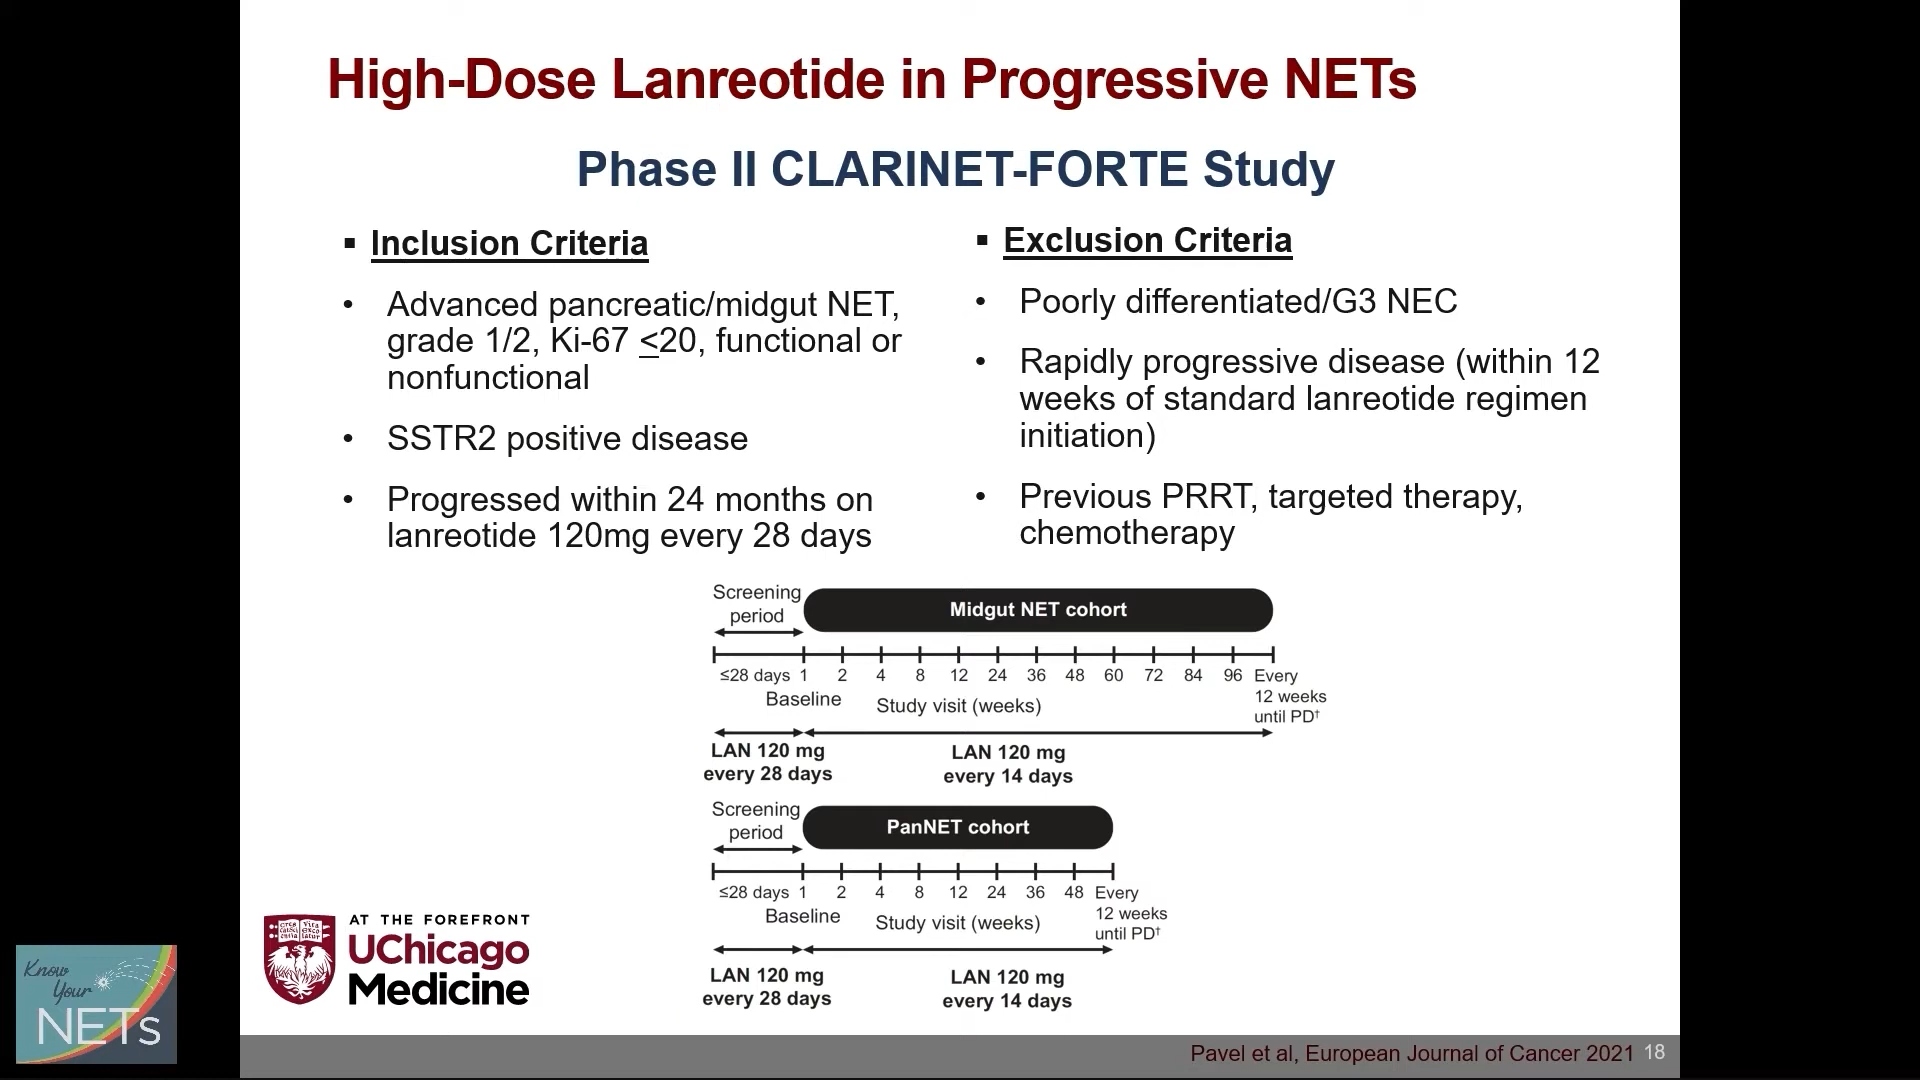 High-Dose Lanreotide in Progressive NETs
Phase II CLARINET-FORTE Study
▪ Inclusion Criteria
• Advanced pancreatic/midgut NET,
grade 1/2, Ki-67 <20, functional or
nonfunctional
• SSTR2 positive disease
• Progressed within 24 months on
lanreotide 120mg every 28 days
▪ Exclusion Criteria
• Poorly differentiated/G3 NEC
• Rapidly progressive disease (within 12
weeks of standard lanreotide regimen
initiation)
• Previous PRRT, targeted therapy,
chemotherapy
Screening
period
Midgut NET cohort
≤28 days 1 2 4 8 12 24 36 48 60 72 84 96 Every
12 weeks
until PD†
Baseline
Study visit (weeks)
LAN 120 mg
every 28 days
LAN 120 mg
every 14 days
Screening
period
PanNET cohort
≤28 days 1 2 4 8 12 24 36 48 Every
12 weeks
until PD†
Baseline
Study visit (weeks)
LAN 120 mg
every 28 days
LAN 120 mg
every 14 days
AT THE FOREFRONT
UChicago
Medicine
Know
Your
NETs
Pavel et al, European Journal of Cancer 2021 18